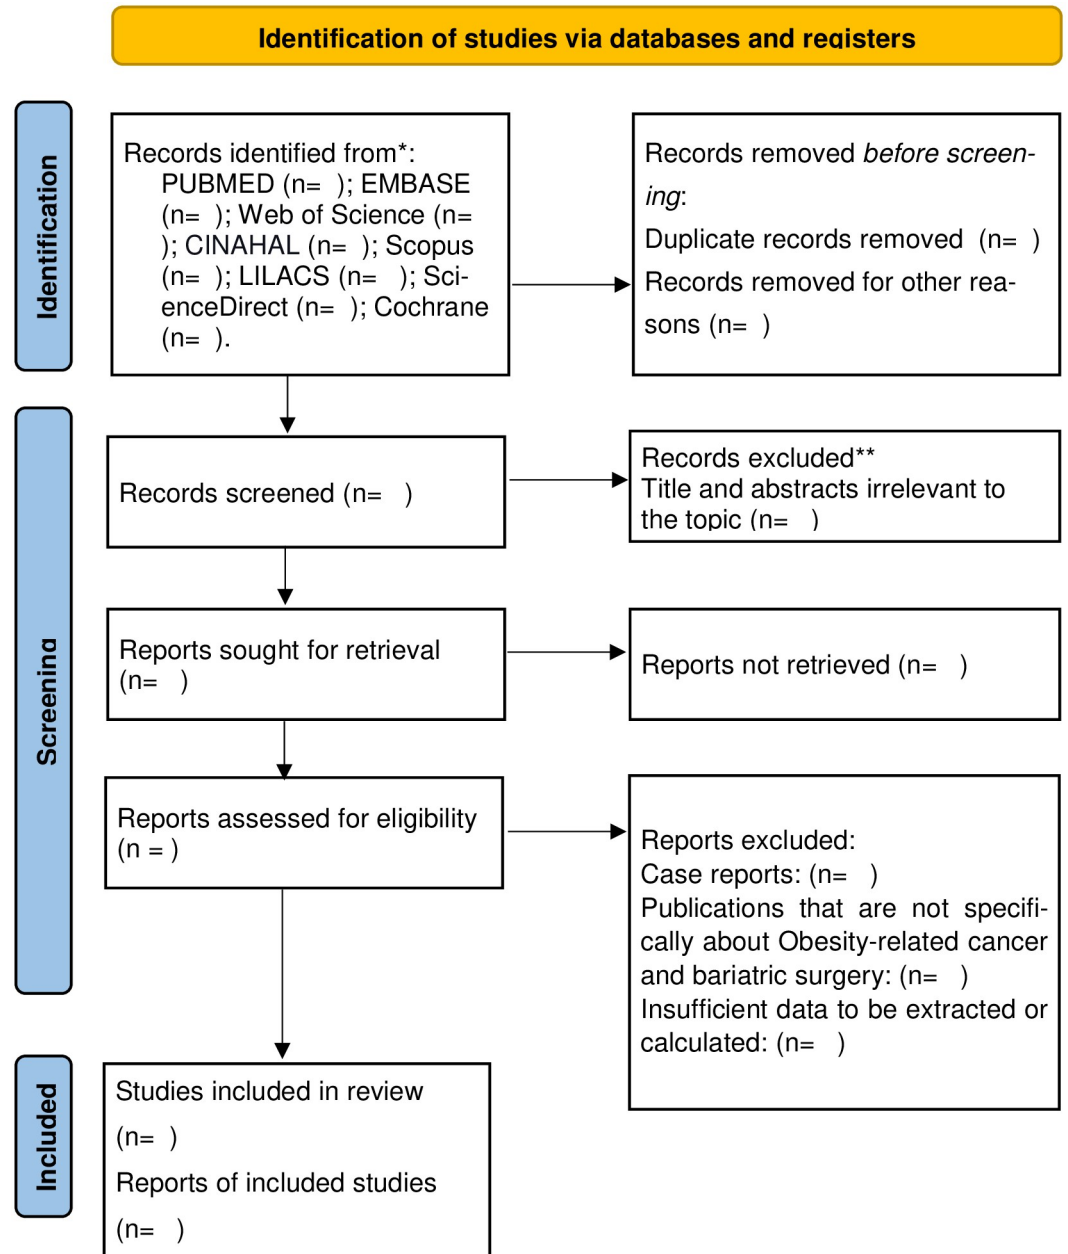 Identification of studies via databases and registers
Identification
Records identified from*:
PUBMED (n=  ); EMBASE
(n=  ); Web of Science (n=
); CINAHAL (n=  ); Scopus
(n=  ); LILACS (n=   ); Sci-
enceDirect (n=  ); Cochrane
(n=  ).
Records removed before screen-
ing:
Duplicate records removed  (n=  )
Records removed for other rea-
sons (n=  )
Screening
Records screened (n=   )
Records excluded**
Title and abstracts irrelevant to
the topic (n=   )
Reports sought for retrieval
(n=   )
Reports not retrieved (n=   )
Reports assessed for eligibility
(n = )
Reports excluded:
Case reports: (n=   )
Publications that are not specifi-
cally about Obesity-related cancer
and bariatric surgery: (n=   )
Insufficient data to be extracted or
calculated: (n=   )
Included
Studies included in review
(n=  )
Reports of included studies
(n=   )